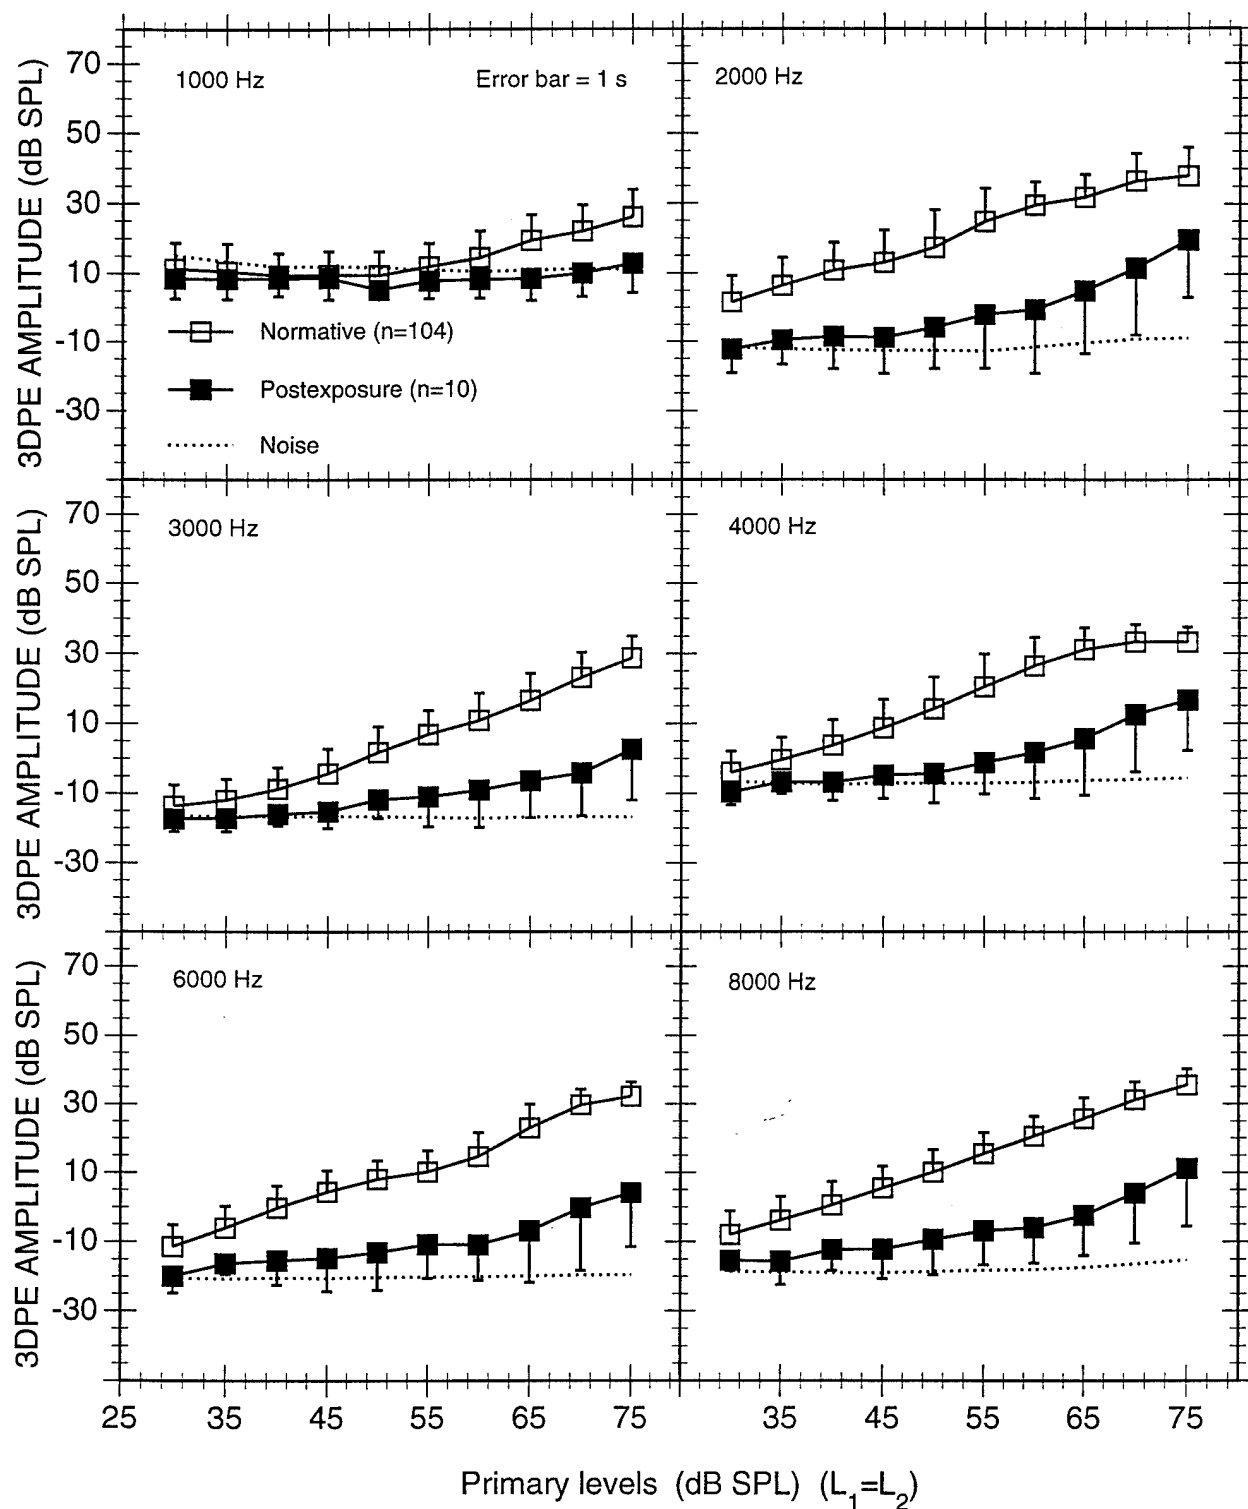 3DPE AMPLITUDE (dB SPL)
70
50
30
10
-10
-30
1000 Hz
Error bar = 1 s
Normative (n=104)
Postexposure (n=10)
Noise
2000 Hz
3DPE AMPLITUDE (dB SPL)
70
50
30
10
-10
-30
3000 Hz
4000 Hz
3DPE AMPLITUDE (dB SPL)
70
50
30
10
-10
-30
6000 Hz
8000 Hz
25 35 45 55 65 75 35 45 55 65 75
Primary levels (dB SPL) (L₁=L₂)